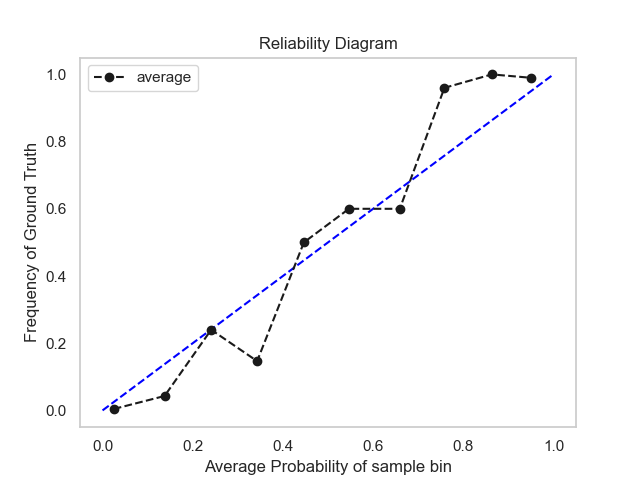 Reliability Diagram
average
1.0
0.8
0.6
0.4
0.2
0.0
Frequency of Ground Truth
0.0 0.2 0.4 0.6 0.8 1.0
Average Probability of sample bin